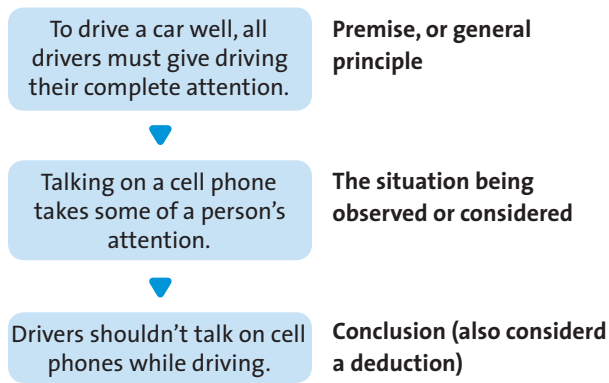 To drive a car well, all
drivers must give driving
their complete attention.
Premise, or general
principle
Talking on a cell phone
takes some of a person’s
attention.
The situation being
observed or considered
Drivers shouldn’t talk on cell
phones while driving.
Conclusion (also considerd
a deduction)